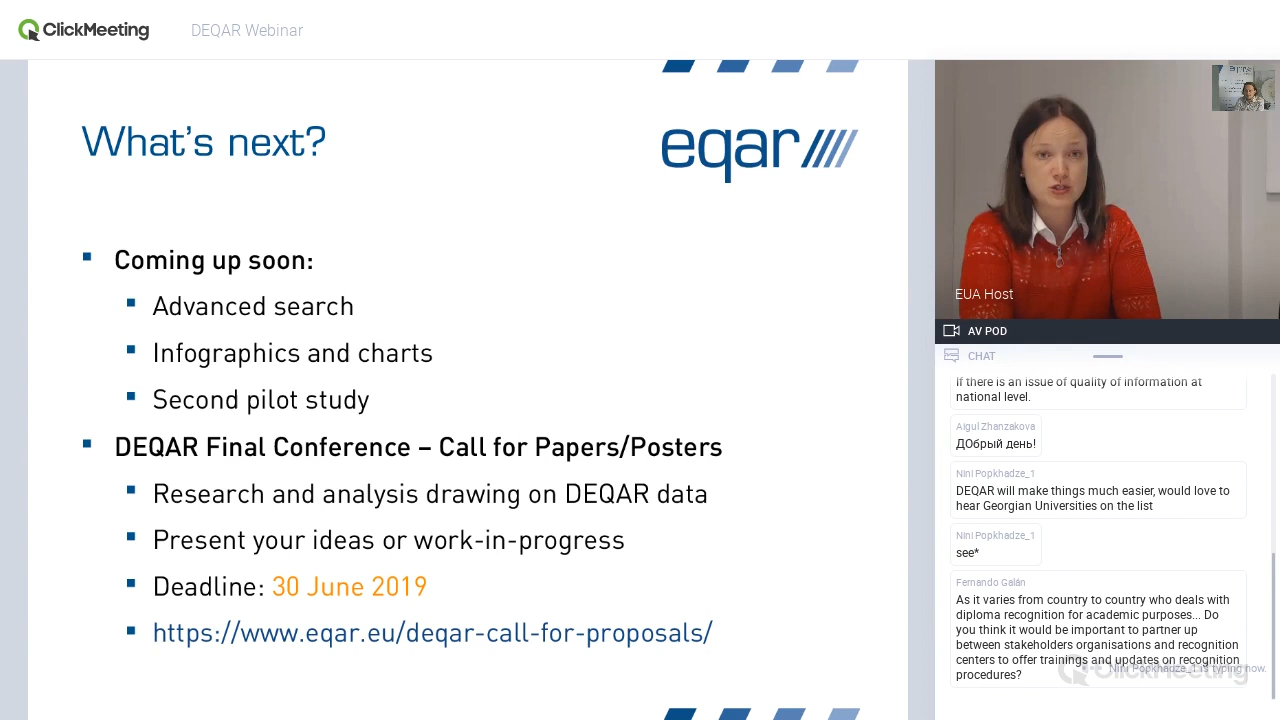 ClickMeeting
DEQAR Webinar
What's next?
eqar
Coming up soon:
Advanced search
Infographics and charts
Second pilot study
DEQAR Final Conference – Call for Papers/Posters
Research and analysis drawing on DEQAR data
Present your ideas or work-in-progress
Deadline: 30 June 2019
https://www.eqar.eu/deqar-call-for-proposals/
EUA Host
AV POD
CHAT
If there is an issue of quality of information at
national level.
Aigul Zhanzakova
ДОбрый день!
Nini Popkhadze_1
DEQAR will make things much easier, would love to
hear Georgian Universities on the list
Nini Popkhadze_1
see*
Fernando Galán
As it varies from country to country who deals with
diploma recognition for academic purposes... Do
you think it would be important to partner up
between stakeholders organisations and recognition
centers to offer trainings and updates on recognition
procedures?
Nini Popkhadze_1 is typing now.
ClickMeeting